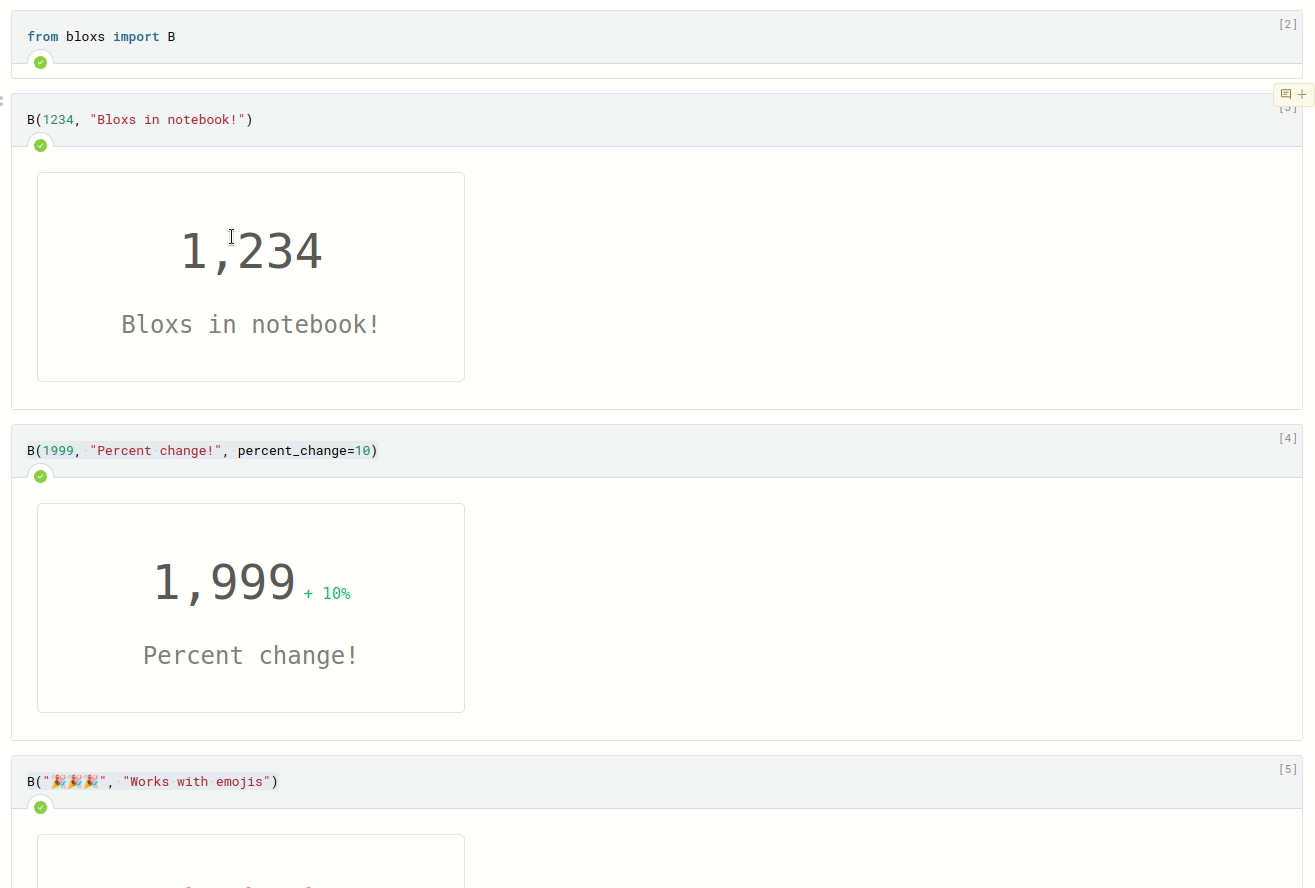 from bloxs import B
[2]
B(1234, "Bloxs in notebook!")
1,234
Bloxs in notebook!
B(1999, "Percent change!", percent_change=10)
[4]
1,999 + 10%
Percent change!
B("🎉🎉🎉", "Works with emojis")
[5]